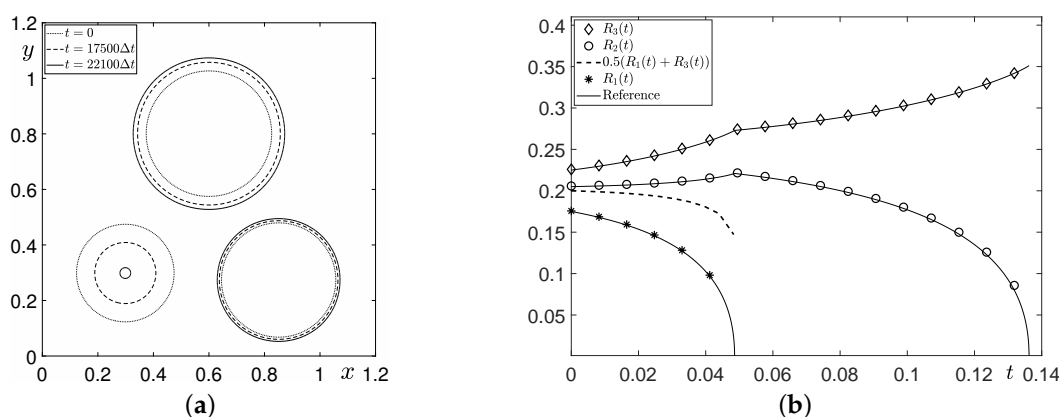 1.2
1
0.8
0.6
0.4
0.2
0
y
t = 0
t = 17500Δt
t = 22100Δt
0 0.2 0.4 0.6 0.8 1 x 1.2
(a)
0.4
0.35
0.3
0.25
0.2
0.15
0.1
0.05
R₃(t)
R₂(t)
0.5(R₁(t) + R₃(t))
R₁(t)
Reference
0 0.02 0.04 0.06 0.08 0.1 0.12 t 0.14
(b)